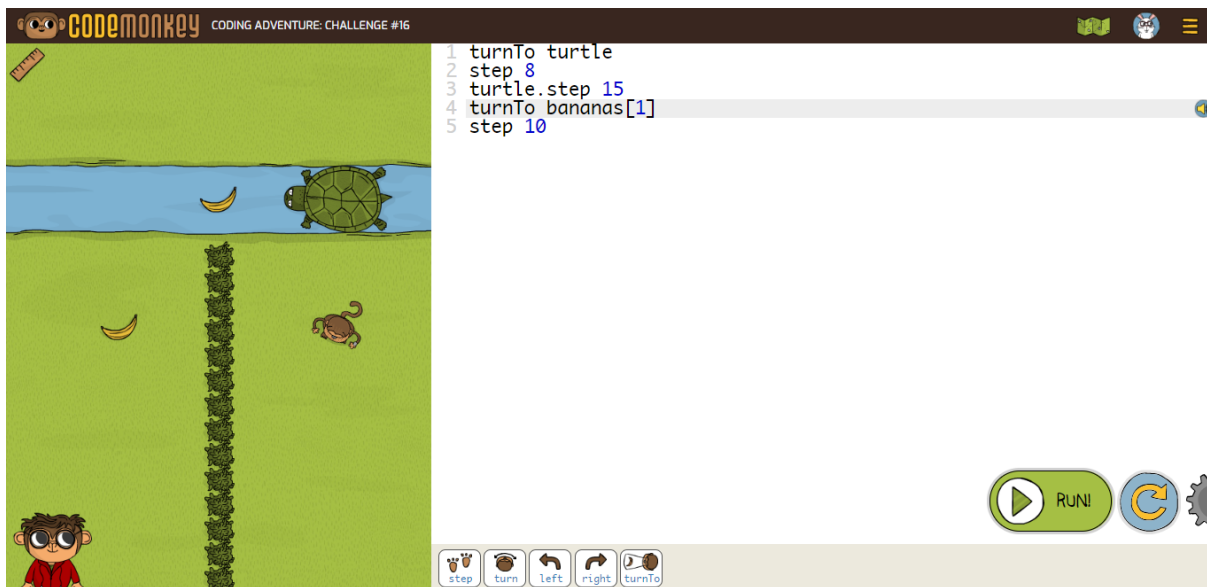 CODEMONKEY CODING ADVENTURE: CHALLENGE #16
1 turnTo turtle
2 step 8
3 turtle.step 15
4 turnTo bananas[1]
5 step 10
RUN!
step turn left right turnTo